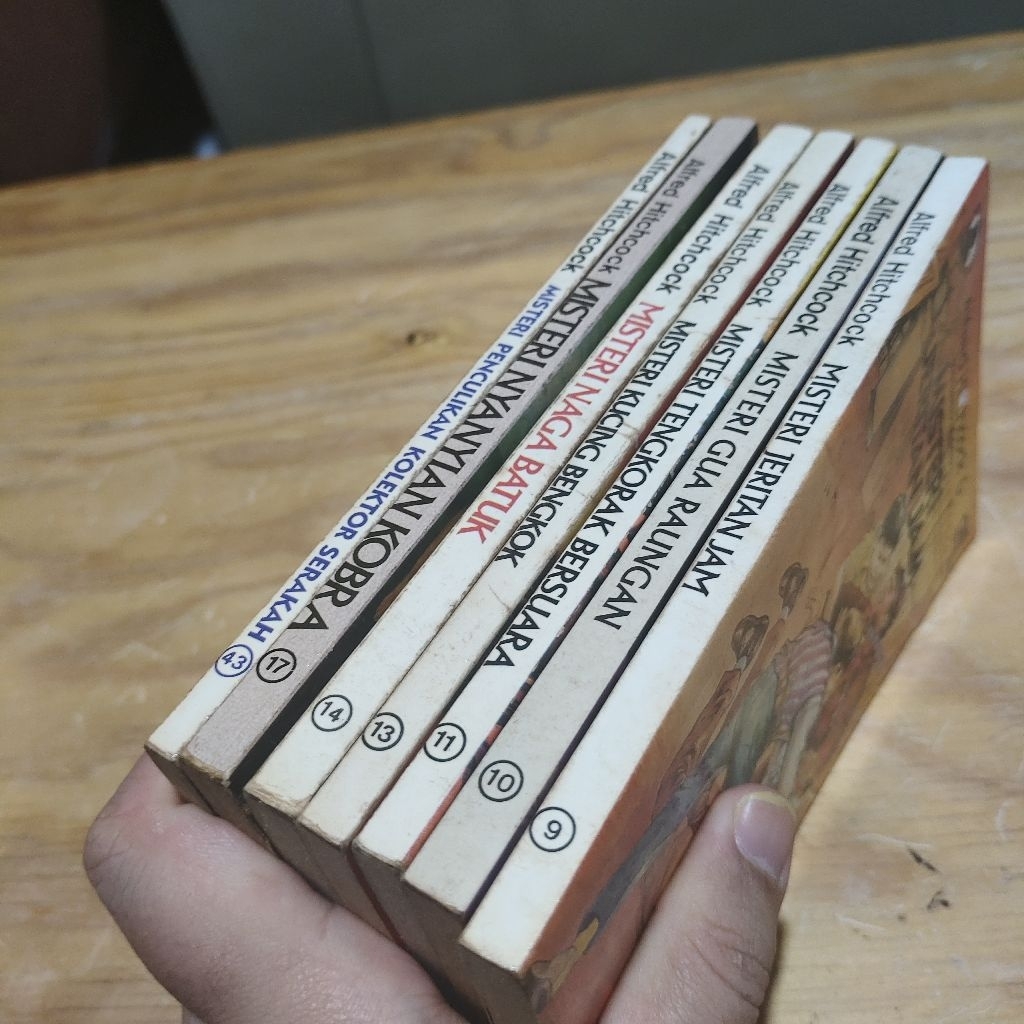 Alfred Hitchcock MISTERI PENCULIKAN KOLEKTOR SERAKAH 43
Alfred Hitchcock MISTERI NYANYIAN KOBRA 17
Alfred Hitchcock MISTERI NAGA BATUK 14
Alfred Hitchcock MISTERI KUCING BENGKOK 13
Alfred Hitchcock MISTERI TENGKORAK BERSUARA 11
Alfred Hitchcock MISTERI GUA RAUNGAN 10
Alfred Hitchcock MISTERI JERITAN JAM 9